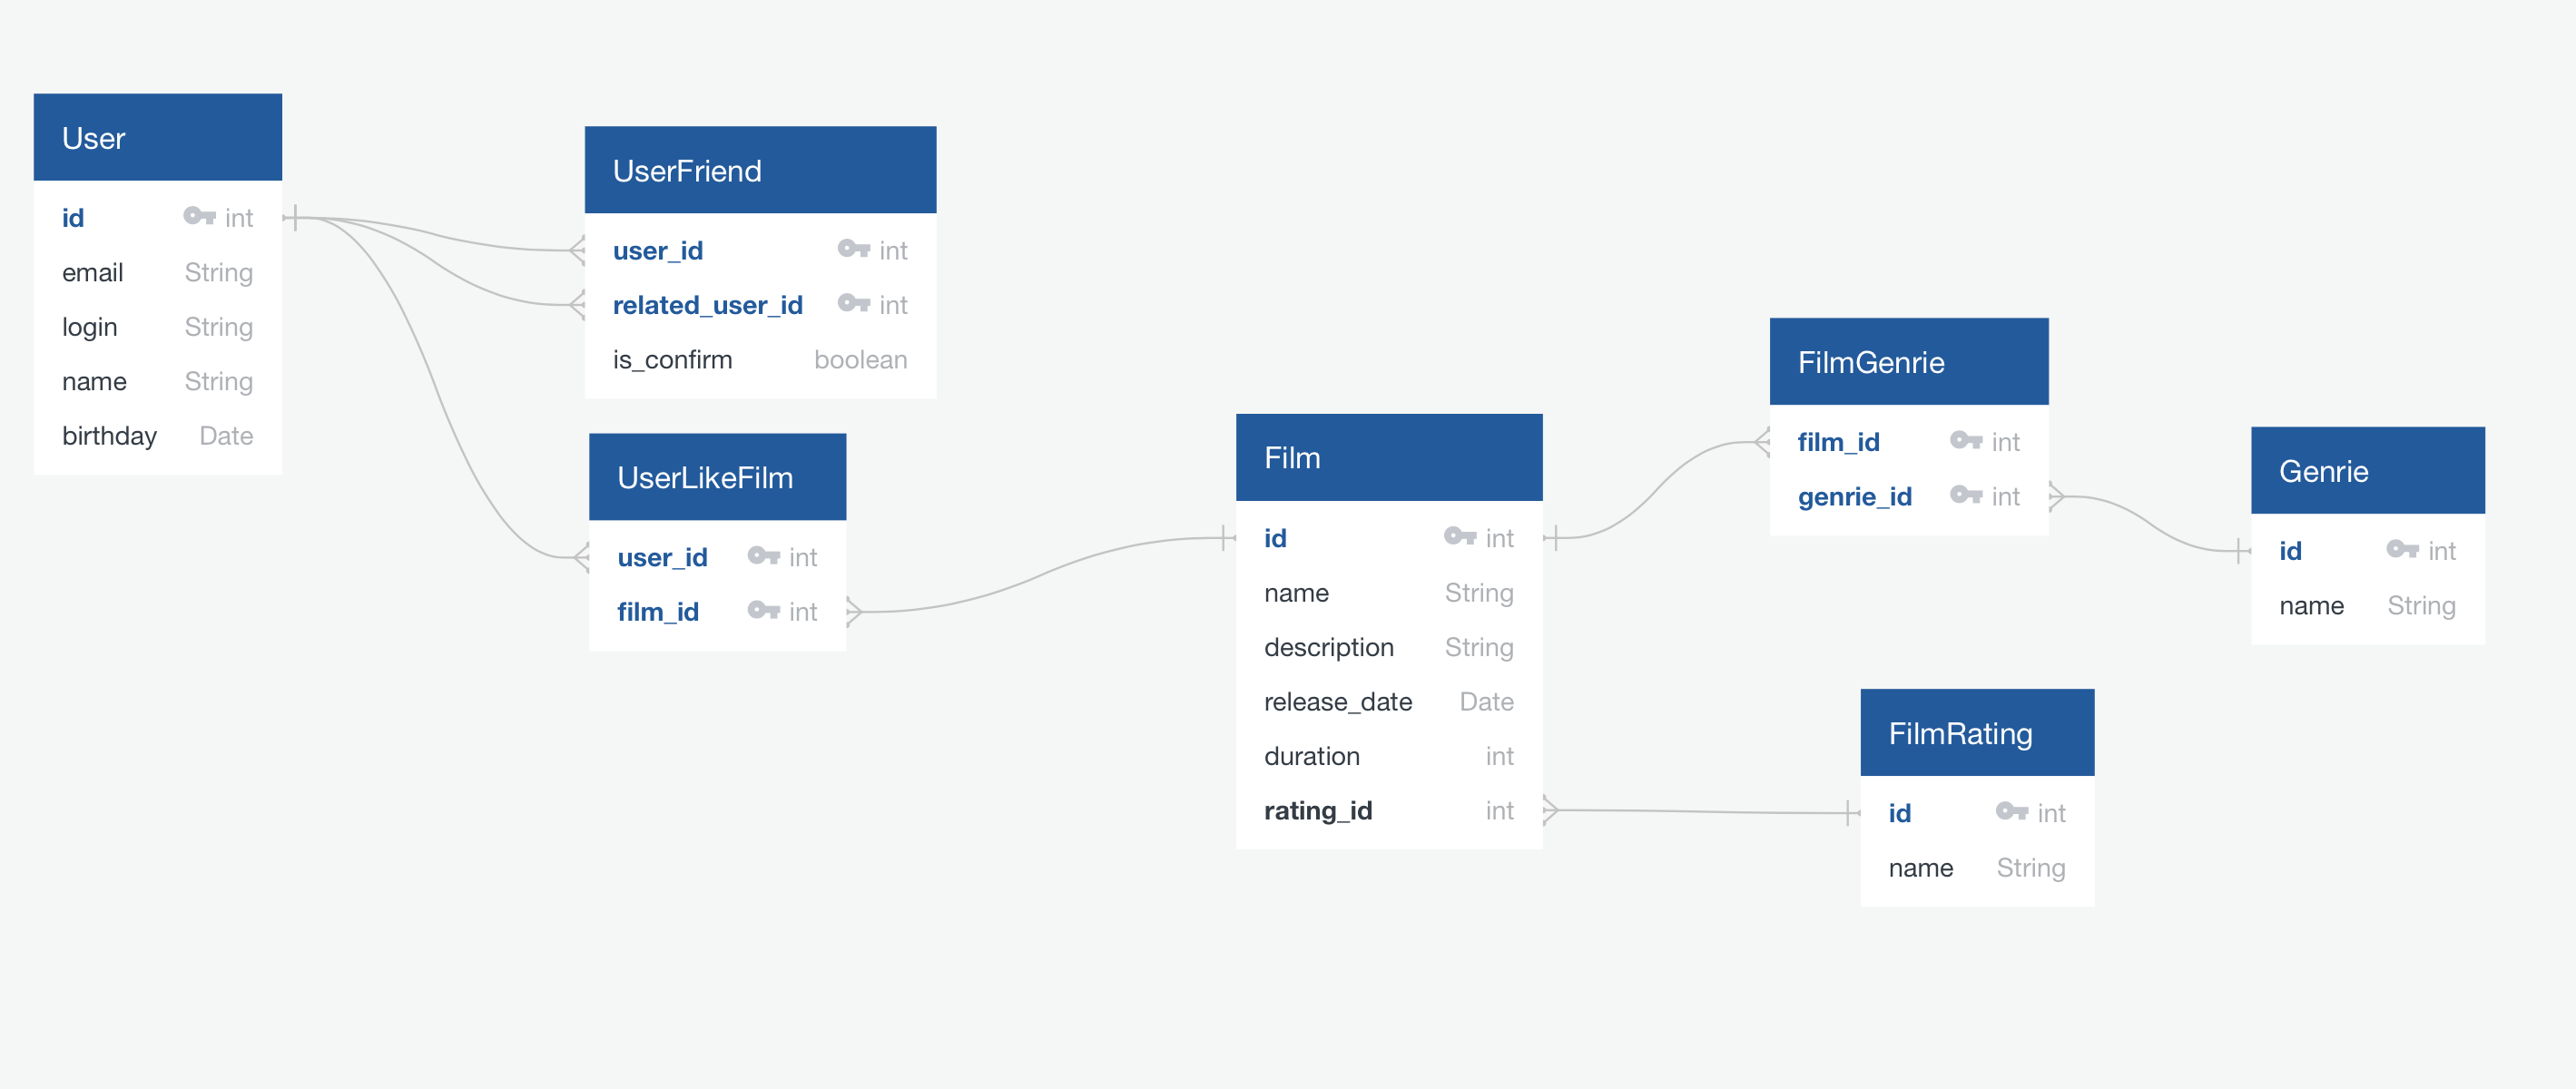 User
id int
email String
login String
name String
birthday Date
UserFriend
user_id int
related_user_id int
is_confirm boolean
UserLikeFilm
user_id int
film_id int
Film
id int
name String
description String
release_date Date
duration int
rating_id int
FilmGenrie
film_id int
genrie_id int
Genrie
id int
name String
FilmRating
id int
name String